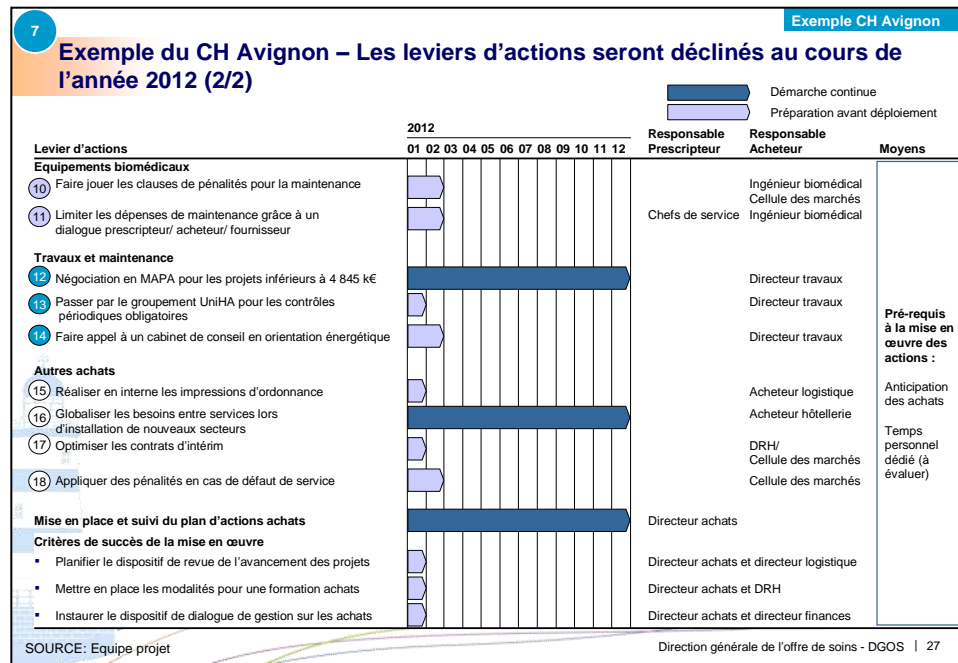 7
Exemple CH Avignon
Exemple du CH Avignon – Les leviers d'actions seront déclinés au cours de
l'année 2012 (2/2)
Démarche continue
Préparation avant déploiement
2012
Levier d'actions
01 02 03 04 05 06 07 08 09 10 11 12
Responsable
Prescripteur
Responsable
Acheteur
Moyens
Equipements biomédicaux
10 Faire jouer les clauses de pénalités pour la maintenance
Ingénieur biomédical
Cellule des marchés
11 Limiter les dépenses de maintenance grâce à un
dialogue prescripteur/ acheteur/ fournisseur
Chefs de service
Ingénieur biomédical
Travaux et maintenance
12 Négociation en MAPA pour les projets inférieurs à 4 845 k€
Directeur travaux
13 Passer par le groupement UniHA pour les contrôles
périodiques obligatoires
Directeur travaux
14 Faire appel à un cabinet de conseil en orientation énergétique
Directeur travaux
Autres achats
15 Réaliser en interne les impressions d'ordonnance
Acheteur logistique
16 Globaliser les besoins entre services lors
d'installation de nouveaux secteurs
Acheteur hôtellerie
17 Optimiser les contrats d'intérim
DRH/
Cellule des marchés
18 Appliquer des pénalités en cas de défaut de service
Cellule des marchés
Mise en place et suivi du plan d'actions achats
Directeur achats
Critères de succès de la mise en œuvre
▪ Planifier le dispositif de revue de l'avancement des projets
Directeur achats et directeur logistique
▪ Mettre en place les modalités pour une formation achats
Directeur achats et DRH
▪ Instaurer le dispositif de dialogue de gestion sur les achats
Directeur achats et directeur finances
Pré-requis
à la mise en
œuvre des
actions :
Anticipation
des achats
Temps
personnel
dédié (à
évaluer)
SOURCE: Equipe projet
Direction générale de l'offre de soins - DGOS | 27